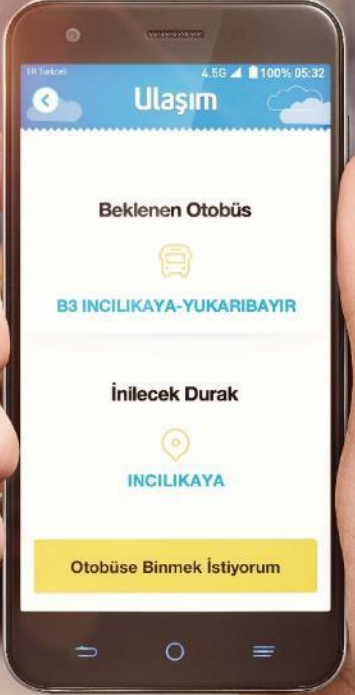 TR Turkcell 4.5G 100% 05:32
Ulaşım
Beklenen Otobüs
B3 INCILIKAYA-YUKARIBAYIR
İnilecek Durak
INCILIKAYA
Otobüse Binmek İstiyorum